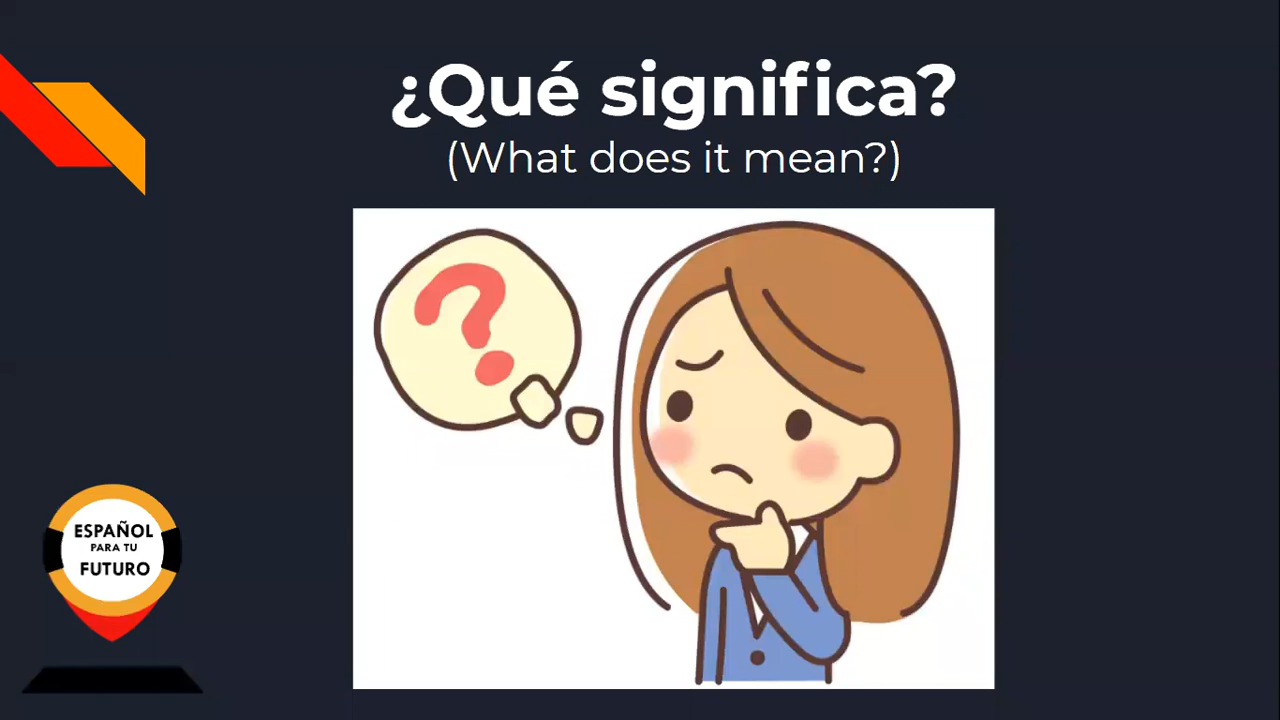 ¿Qué significa?
(What does it mean?)
?
ESPAÑOL
PARA TU
FUTURO